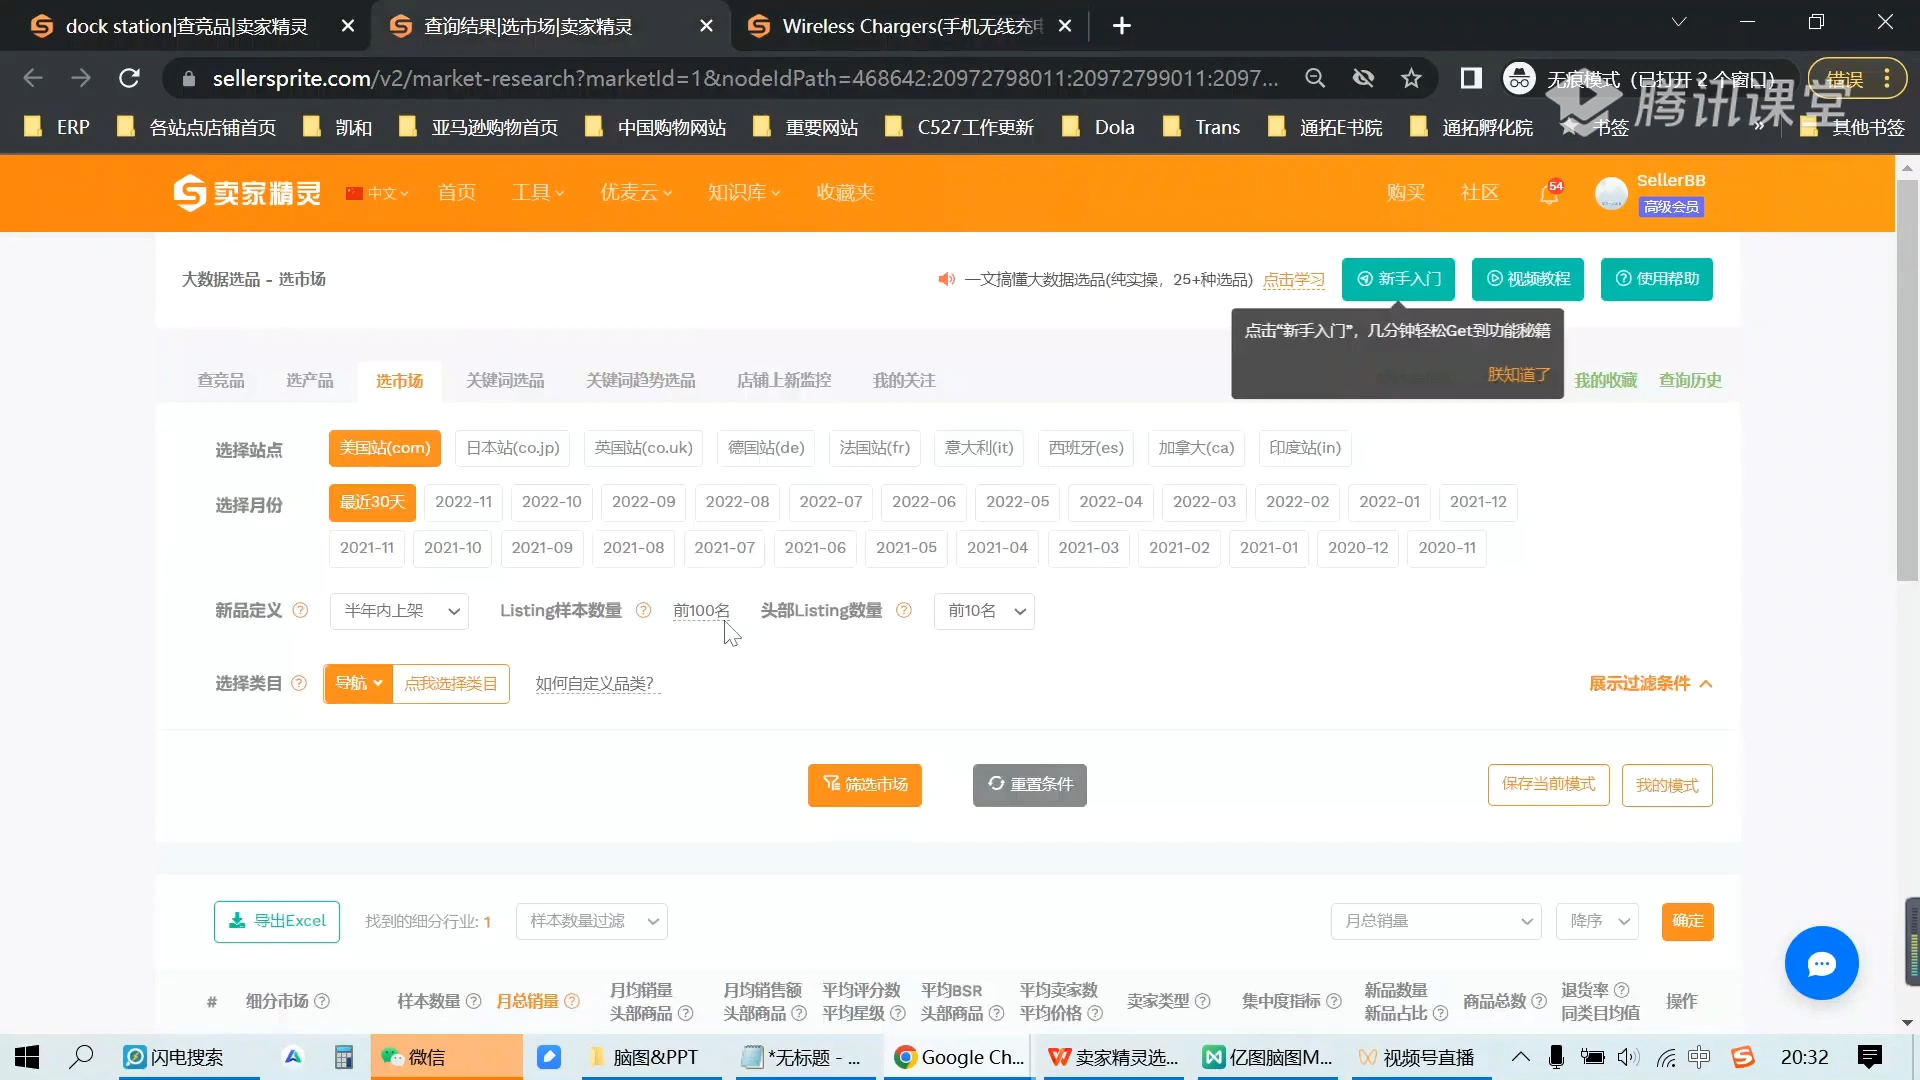 dock station|查竞品|卖家精灵
查询结果|选市场|卖家精灵
Wireless Chargers(手机无线充电
sellersprite.com/v2/market-research?marketId=1&nodeIdPath=468642:20972798011:20972799011:2097...
无痕模式（已打开 2 个窗口）
错误
腾讯课堂
ERP
各站点店铺首页
凯和
亚马逊购物首页
中国购物网站
重要网站
C527工作更新
Dola
Trans
通拓E书院
通拓孵化院
书签
»
其他书签
卖家精灵
中文
首页
工具
优麦云
知识库
收藏夹
购买
社区
54
SellerBB
高级会员
大数据选品 - 选市场
一文搞懂大数据选品(纯实操，25+种选品) 点击学习
新手入门
视频教程
使用帮助
点击“新手入门”，几分钟轻松Get到功能秘籍
朕知道了
查竞品
选产品
选市场
关键词选品
关键词趋势选品
店铺上新监控
我的关注
我的收藏
查询历史
选择站点
美国站(com) 日本站(co.jp) 英国站(co.uk) 德国站(de) 法国站(fr) 意大利(it) 西班牙(es) 加拿大(ca) 印度站(in)
选择月份
最近30天 2022-11 2022-10 2022-09 2022-08 2022-07 2022-06 2022-05 2022-04 2022-03 2022-02 2022-01 2021-12
2021-11 2021-10 2021-09 2021-08 2021-07 2021-06 2021-05 2021-04 2021-03 2021-02 2021-01 2020-12 2020-11
新品定义 ? 半年内上架 Listing样本数量 ? 前100名 头部Listing数量 ? 前10名
选择类目 ? 导航 点我选择类目 如何自定义品类?
展示过滤条件
筛选市场
重置条件
保存当前模式
我的模式
导出Excel
找到的细分行业: 1
样本数量过滤
月总销量
降序
确定
#
细分市场 ?
样本数量 ?
月总销量 ?
月均销量
头部商品 ?
月均销售额
头部商品 ?
平均评分数
平均星级 ?
平均BSR
头部商品 ?
平均卖家数
平均价格 ?
卖家类型 ?
集中度指标 ?
新品数量
新品占比 ?
商品总数 ?
退货率 ?
同类目均值
操作
闪电搜索
微信
脑图&PPT
*无标题 - ...
Google Ch...
卖家精灵选...
亿图脑图M...
视频号直播
中
20:32